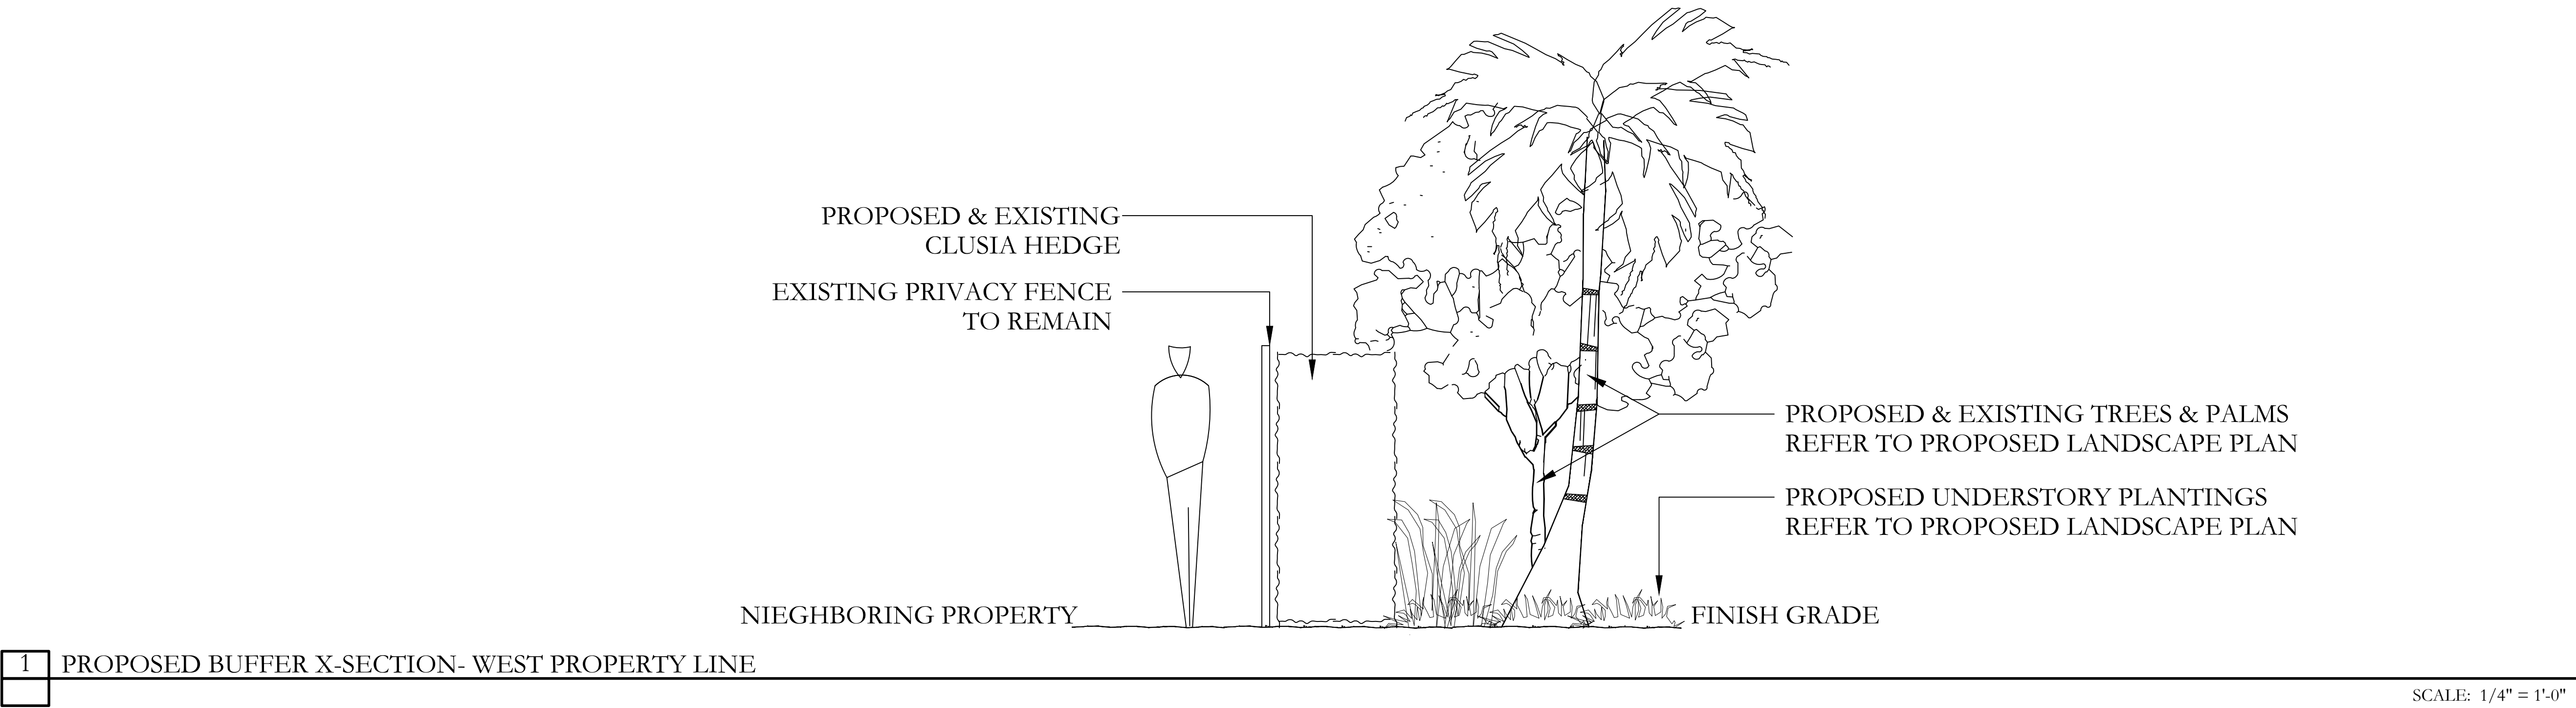 PROPOSED & EXISTING
CLUSIA HEDGE
EXISTING PRIVACY FENCE
TO REMAIN
PROPOSED & EXISTING TREES & PALMS
REFER TO PROPOSED LANDSCAPE PLAN
PROPOSED UNDERSTORY PLANTINGS
REFER TO PROPOSED LANDSCAPE PLAN
NIEGHBORING PROPERTY
FINISH GRADE
1
PROPOSED BUFFER X-SECTION- WEST PROPERTY LINE
SCALE: 1/4" = 1'-0"